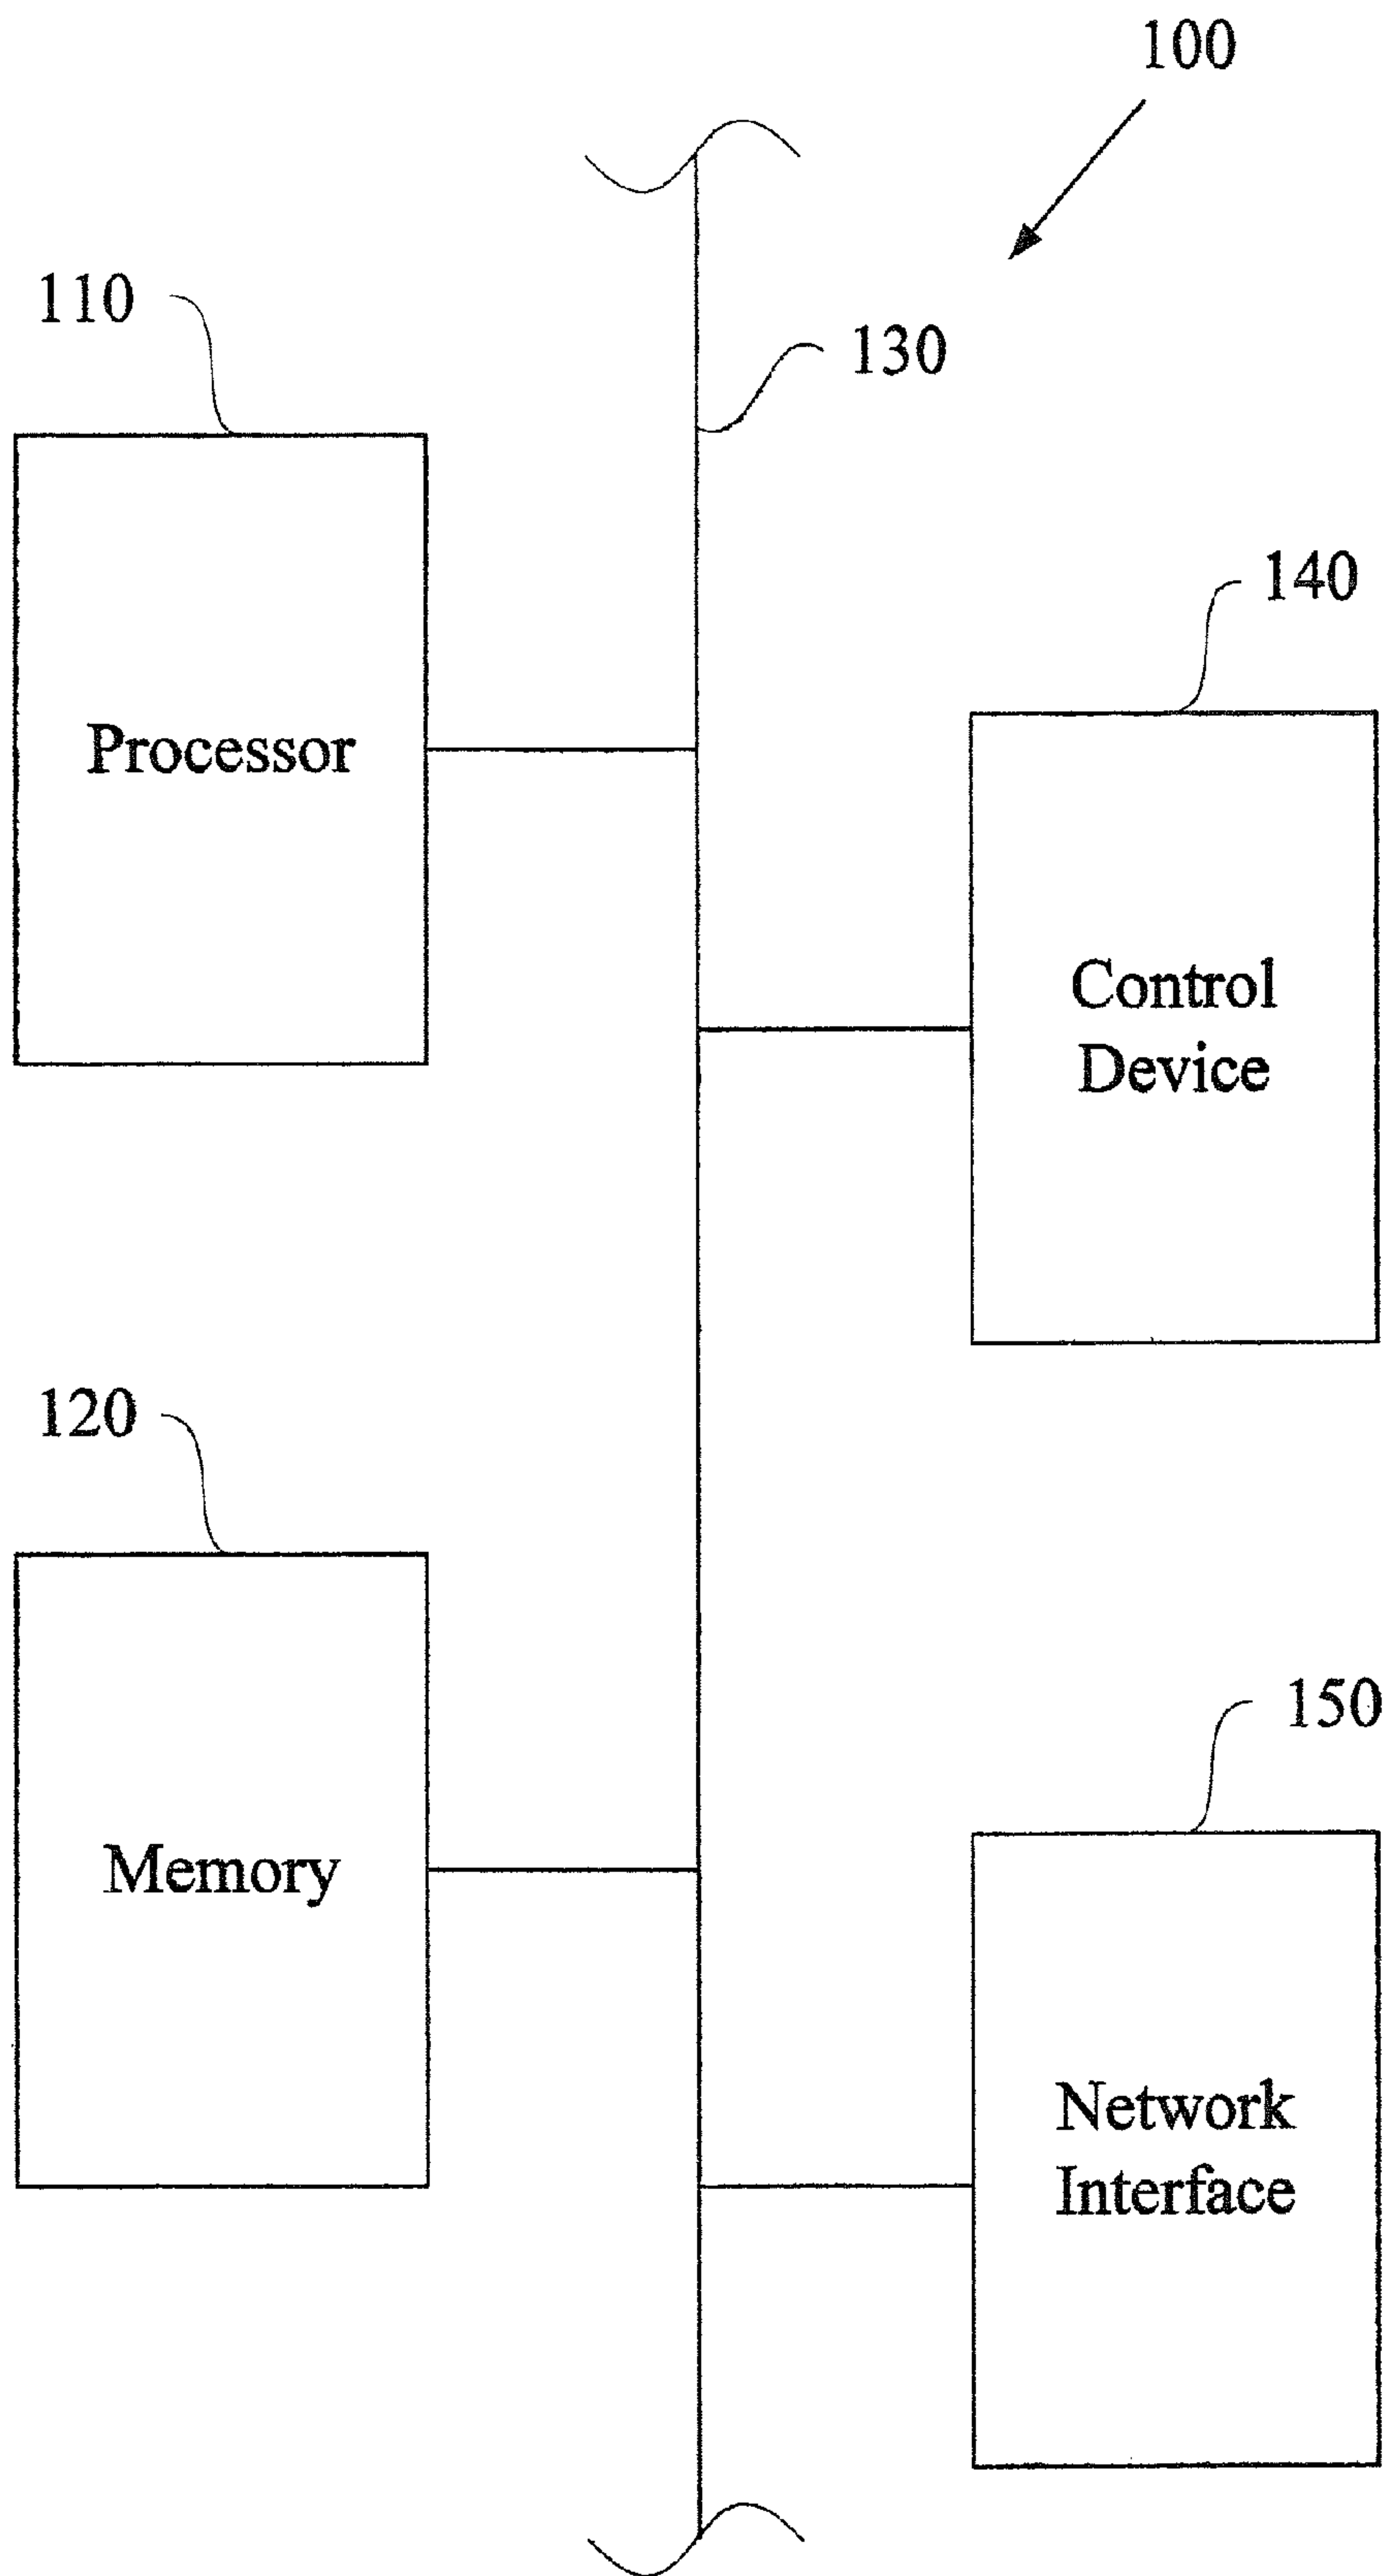 100
110
130
140
Processor
Control
Device
120
150
Memory
Network
Interface